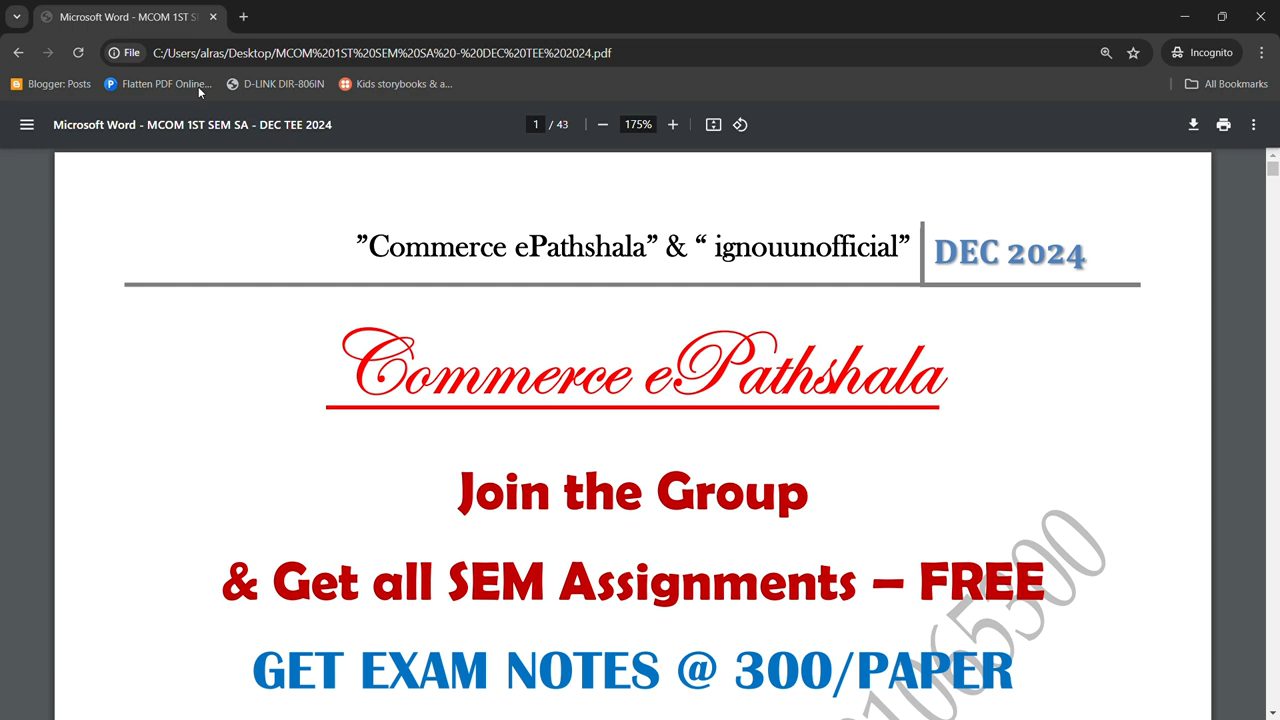 Microsoft Word - MCOM 1ST S
File
C:/Users/alras/Desktop/MCOM%201ST%20SEM%20SA%20-%20DEC%20TEE%202024.pdf
Incognito
Blogger: Posts
Flatten PDF Online...
D-LINK DIR-806IN
Kids storybooks & a...
All Bookmarks
Microsoft Word - MCOM 1ST SEM SA - DEC TEE 2024
1 / 43
175%
”Commerce ePathshala” & “ ignouunofficial”
DEC 2024
Commerce ePathshala
Join the Group
& Get all SEM Assignments – FREE
GET EXAM NOTES @ 300/PAPER